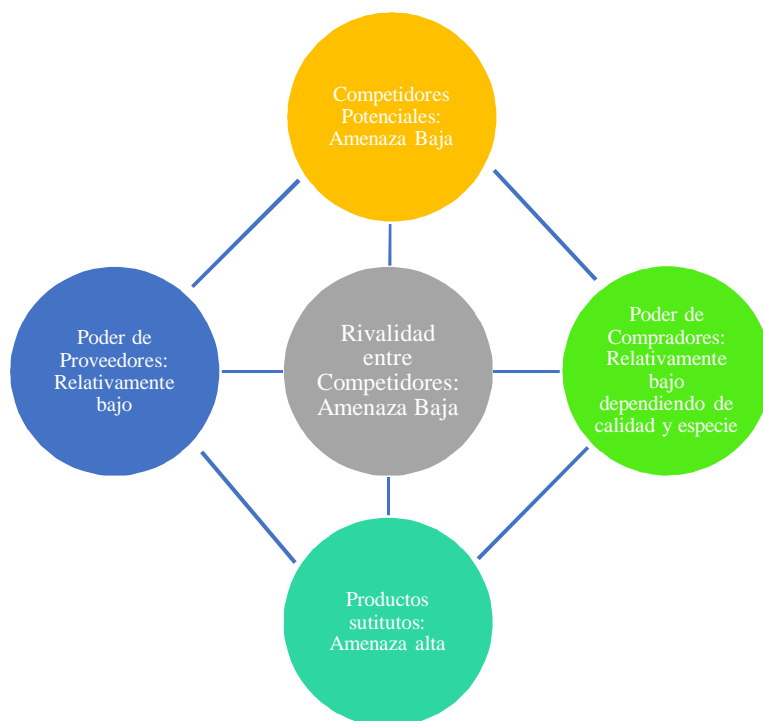 Competidores
Potenciales:
Amenaza Baja
Poder de
Proveedores:
Relativamente
bajo
Rivalidad
entre
Competidores:
Amenaza Baja
Poder de
Compradores:
Relativamente
bajo
dependiendo de
calidad y especie
Productos
sutitutos:
Amenaza alta